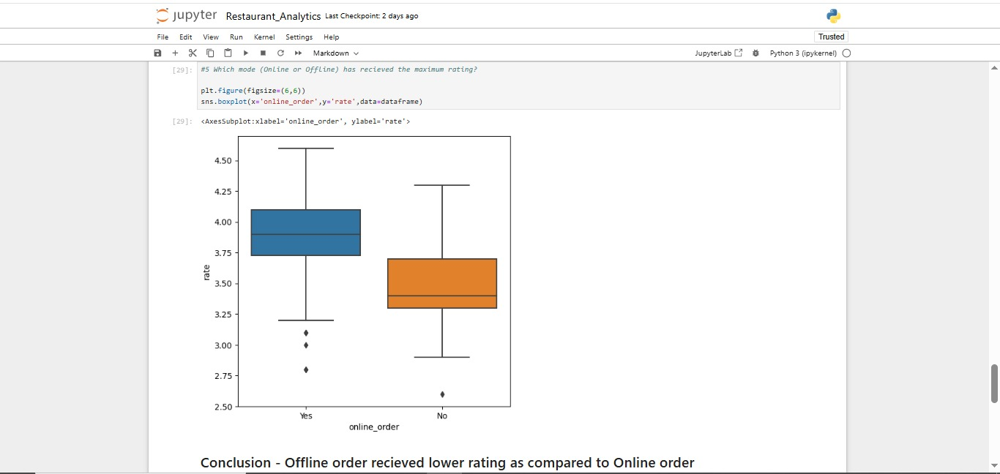 jupyter Restaurant_Analytics Last Checkpoint: 2 days ago
File Edit View Run Kernel Settings Help Trusted
Markdown JupyterLab Python 3 (ipykernel)
[29]: #5 Which mode (Online or Offline) has recieved the maximum rating?
plt.figure(figsize=(6,6))
sns.boxplot(x='online_order',y='rate',data=dataframe)
[29]: <AxesSubplot:xlabel='online_order', ylabel='rate'>
4.50
4.25
4.00
3.75
rate
3.50
3.25
3.00
2.75
2.50
Yes No
online_order
Conclusion - Offline order recieved lower rating as compared to Online order